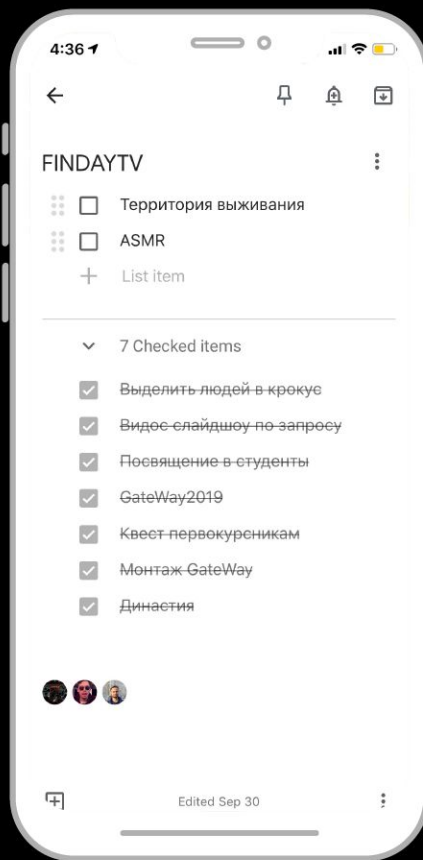 4:36
FINDAYTV
Территория выживания
ASMR
List item
7 Checked items
Выделить людей в крокус
Видос слайдшоу по запросу
Посвящение в студенты
GateWay2019
Квест первокурсникам
Монтаж GateWay
Династия
Edited Sep 30